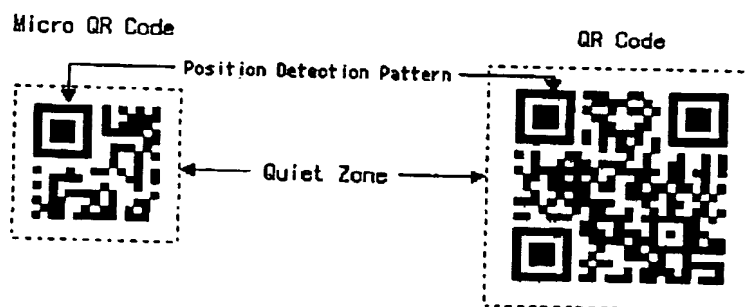 Micro QR Code
QR Code
Position Detection Pattern
Quiet Zone